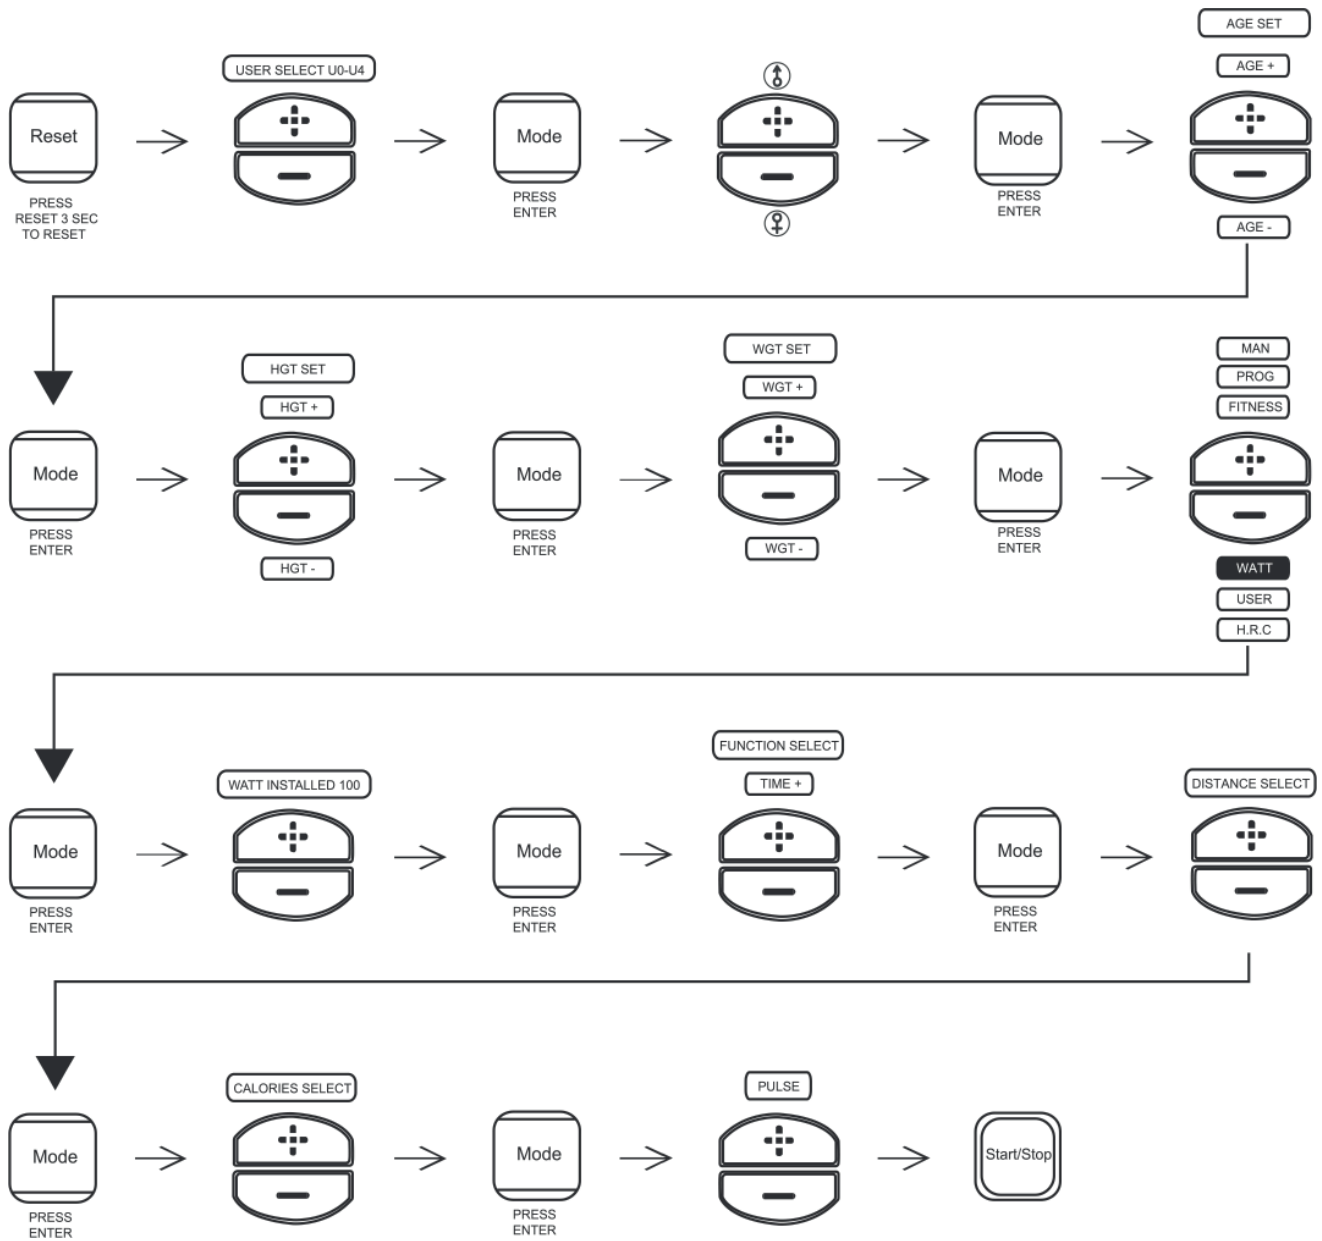 AGE SET
USER SELECT U0-U4
AGE +
Reset
Mode
Mode
PRESS
RESET 3 SEC
TO RESET
PRESS
ENTER
PRESS
ENTER
AGE -
HGT SET
HGT +
WGT SET
WGT +
MAN
PROG
FITNESS
Mode
Mode
Mode
PRESS
ENTER
HGT -
PRESS
ENTER
WGT -
PRESS
ENTER
WATT
USER
H.R.C
WATT INSTALLED 100
FUNCTION SELECT
TIME +
DISTANCE SELECT
Mode
Mode
Mode
PRESS
ENTER
PRESS
ENTER
PRESS
ENTER
CALORIES SELECT
PULSE
Mode
Mode
Start/Stop
PRESS
ENTER
PRESS
ENTER